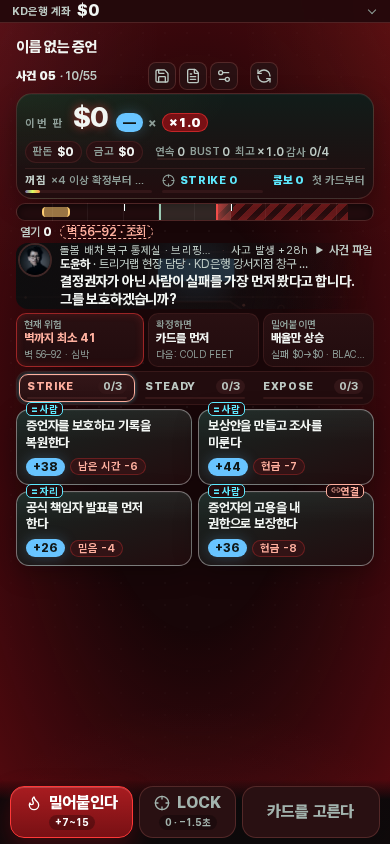 KD은행 계좌 $0
이름 없는 증언
사건 05 · 10/55
이번 판 $0 — × ×1.0
판돈 $0 금고 $0 연속 0 BUST 0 최고 ×1.0 감사 0/4
꺼짐 ×4 이상 확정부터 ... STRIKE 0 콤보 0 첫 카드부터
열기 0 벽 56–92 · 조회
돌봄 배차 복구 통제실 · 브리핑... 사고 발생 +28h ▶ 사건 파일
도윤하 · 트리거랩 현장 담당 · KD은행 강서지점 창구 ...
결정권자가 아닌 사람이 실패를 가장 먼저 봤다고 합니다.
그를 보호하겠습니까?
현재 위험 확정하면 밀어붙이면
벽까지 최소 41 카드를 먼저 배율만 상승
벽 56–92 · 심박 다음: COLD FEET 실패 $0→$0 · BLAC...
STRIKE 0/3 STEADY 0/3 EXPOSE 0/3
= 사람
증언자를 보호하고 기록을
복원한다
+38 남은 시간 −6
= 사람
보상안을 만들고 조사를
미룬다
+44 현금 −7
= 자리
공식 책임자 발표를 먼저
한다
+26 믿음 −4
= 사람 연결
증언자의 고용을 내
권한으로 보장한다
+36 현금 −8
밀어붙인다 LOCK 카드를 고른다
+7~15 0 · −1.5초